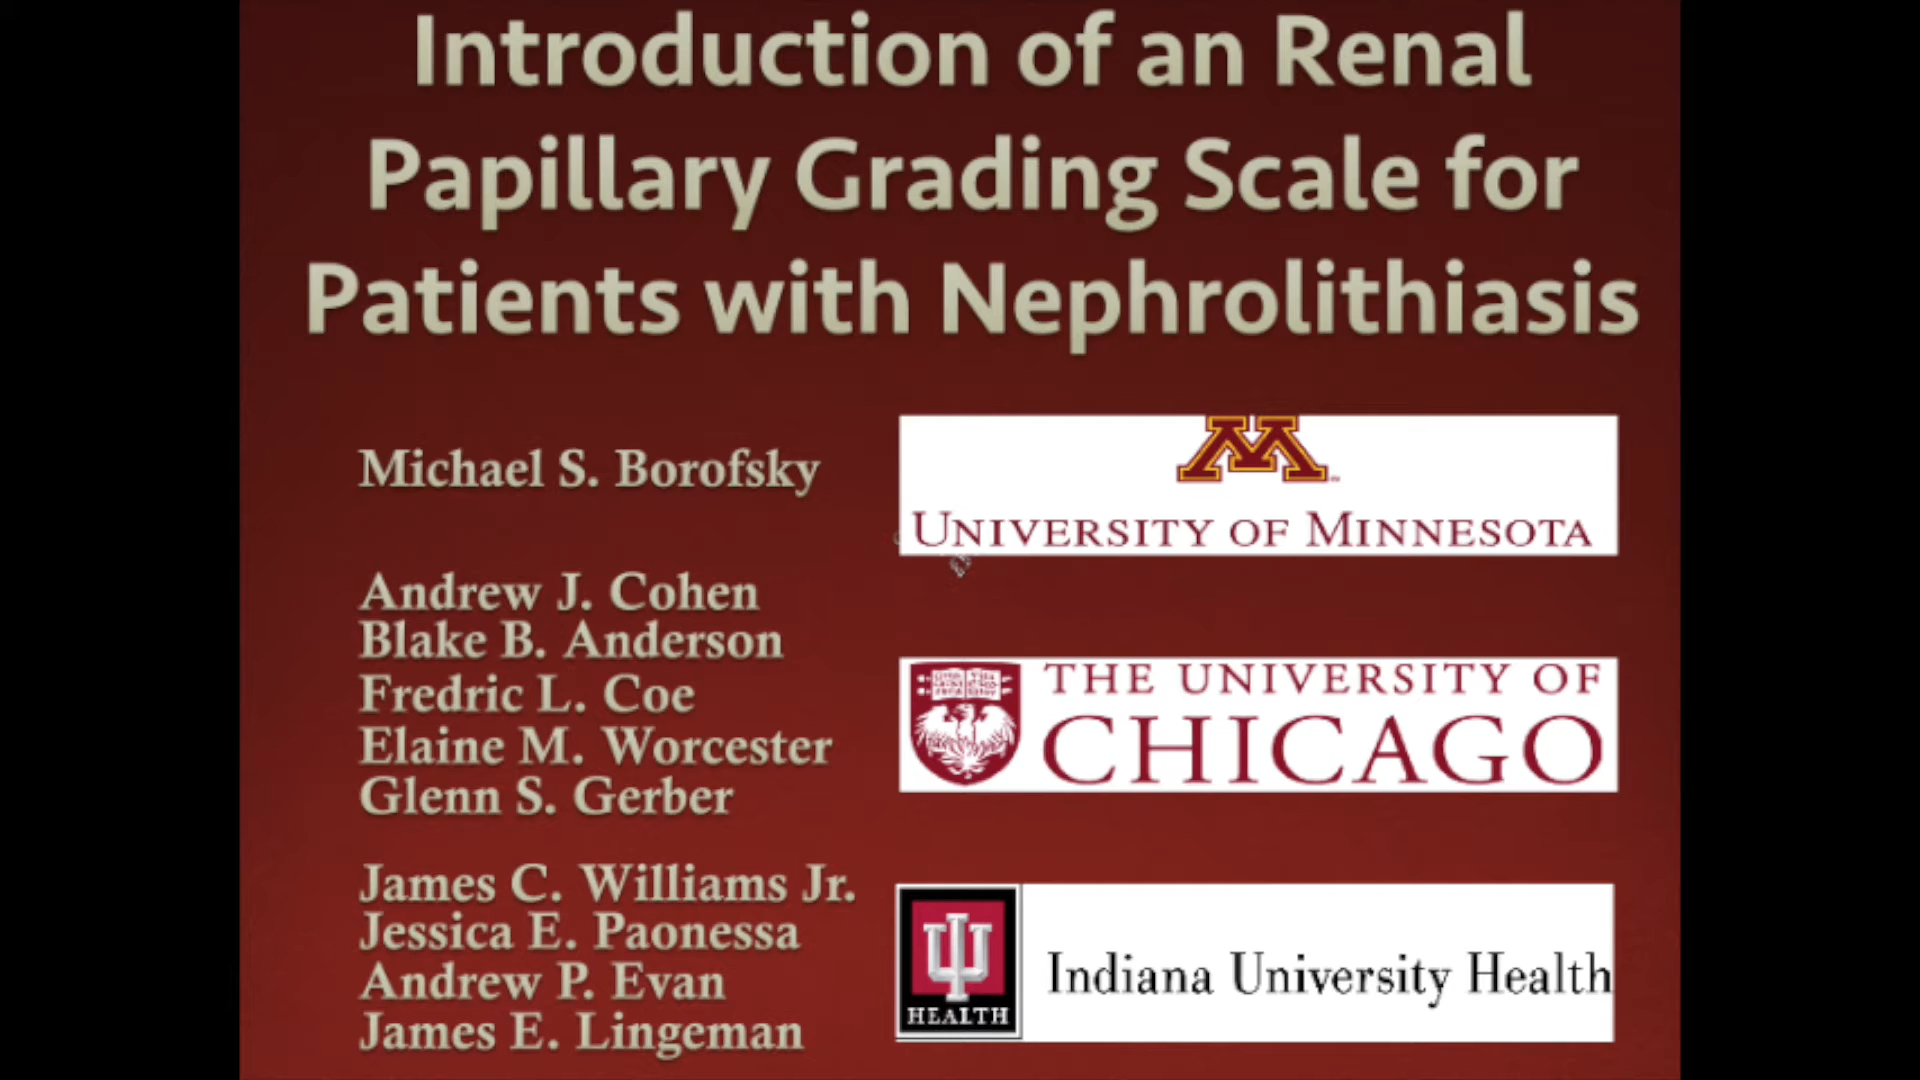 Introduction of an Renal
Papillary Grading Scale for
Patients with Nephrolithiasis
Michael S. Borofsky
M
UNIVERSITY OF MINNESOTA
Andrew J. Cohen
Blake B. Anderson
Fredric L. Coe
Elaine M. Worcester
Glenn S. Gerber
THE UNIVERSITY OF
CHICAGO
James C. Williams Jr.
Jessica E. Paonessa
Andrew P. Evan
James E. Lingeman
HEALTH
Indiana University Health